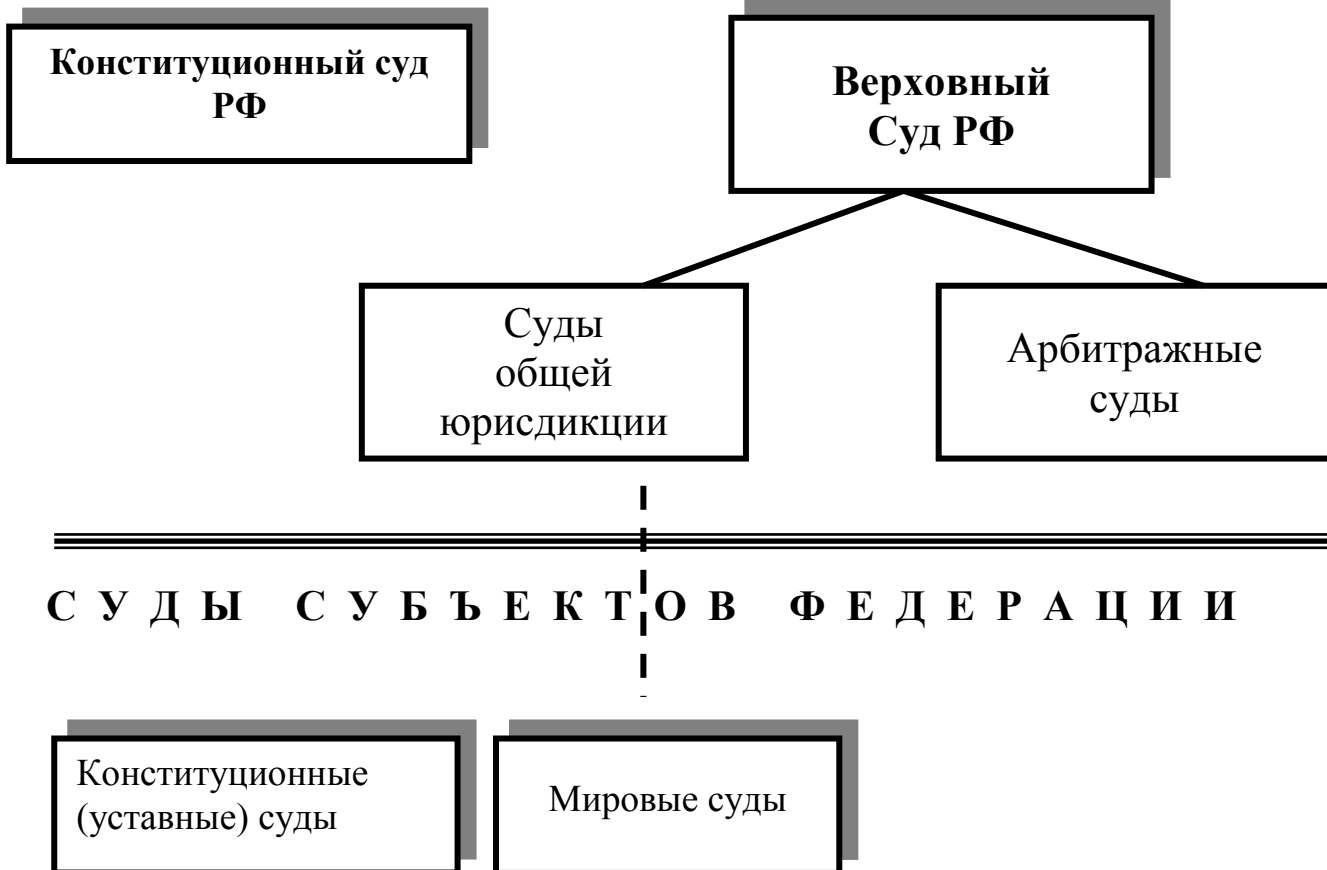 Конституционный суд
РФ
Верховный
Суд РФ
Суды
общей
юрисдикции
Арбитражные
суды
С У Д Ы С У Б Ъ Е К Т О В Ф Е Д Е Р А Ц И И
Конституционные
(уставные) суды
Мировые суды